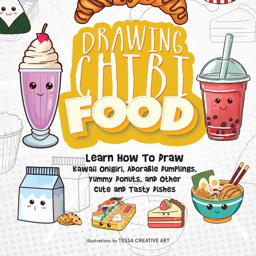 DRAWING
CHIBI
FOOD
Learn How To Draw
Kawaii Onigiri, Adorable Dumplings,
Yummy Donuts, and Other
Cute and Tasty Dishes
Illustrations by TESSA CREATIVE ART